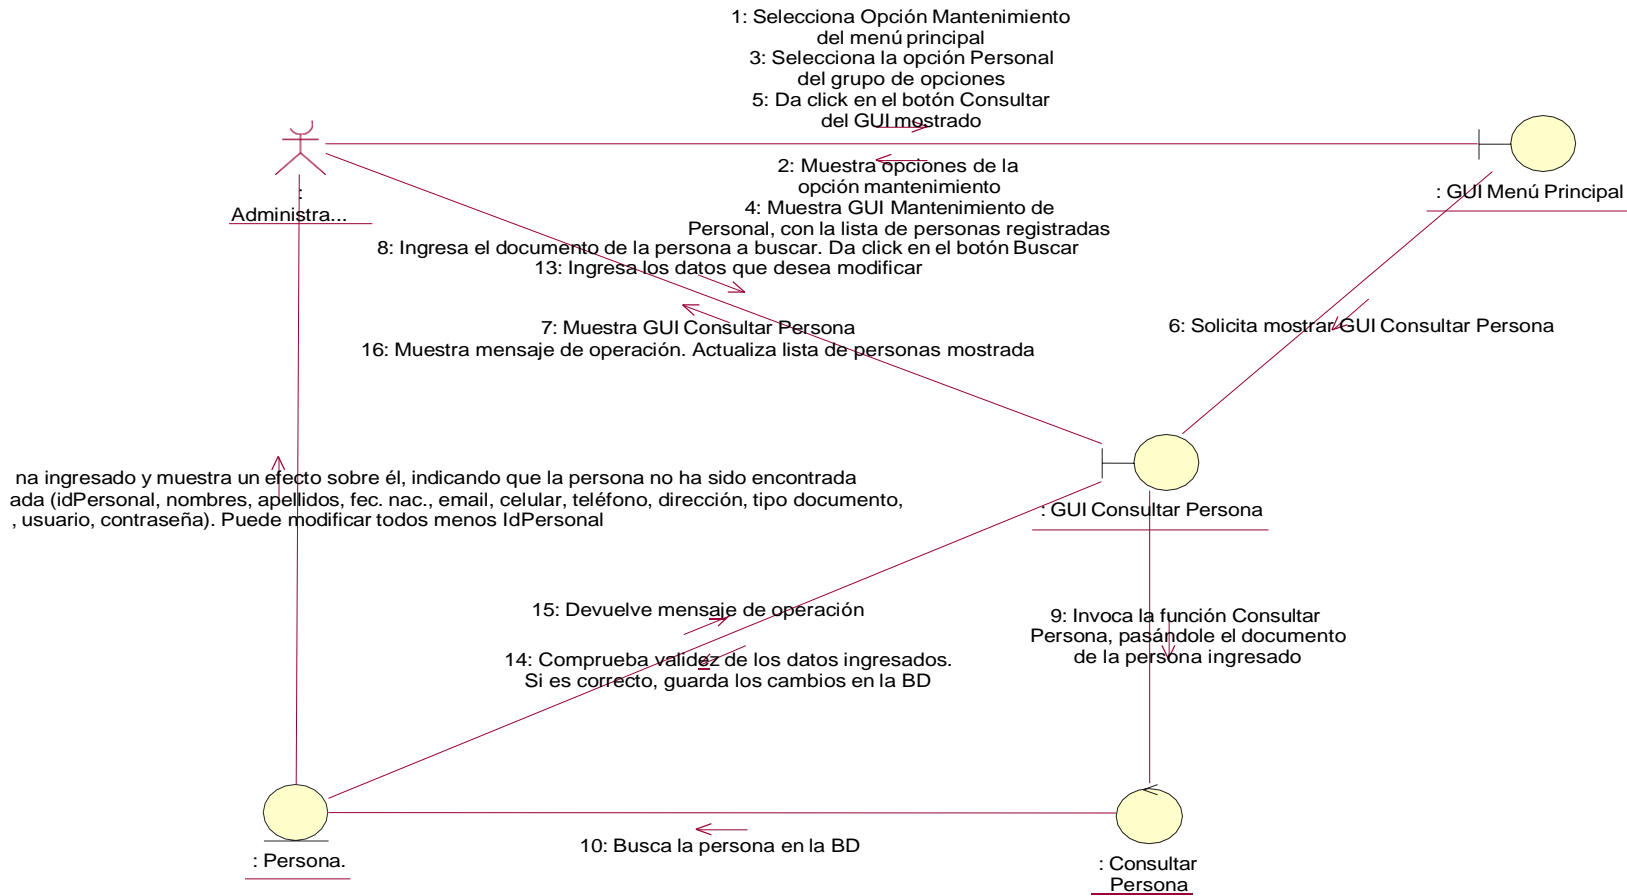 1: Selecciona Opción Mantenimiento
del menú principal
3: Selecciona la opción Personal
del grupo de opciones
5: Da click en el botón Consultar
del GUI mostrado
2: Muestra opciones de la
opción mantenimiento
4: Muestra GUI Mantenimiento de
Personal, con la lista de personas registradas
:
Administra...
: GUI Menú Principal
8: Ingresa el documento de la persona a buscar. Da click en el botón Buscar
13: Ingresa los datos que desea modificar
7: Muestra GUI Consultar Persona
16: Muestra mensaje de operación. Actualiza lista de personas mostrada
6: Solicita mostrar GUI Consultar Persona
na ingresado y muestra un efecto sobre él, indicando que la persona no ha sido encontrada
ada (idPersonal, nombres, apellidos, fec. nac., email, celular, teléfono, dirección, tipo documento,
, usuario, contraseña). Puede modificar todos menos IdPersonal
: GUI Consultar Persona
15: Devuelve mensaje de operación
14: Comprueba validez de los datos ingresados.
Si es correcto, guarda los cambios en la BD
9: Invoca la función Consultar
Persona, pasándole el documento
de la persona ingresado
10: Busca la persona en la BD
: Persona.
: Consultar
Persona